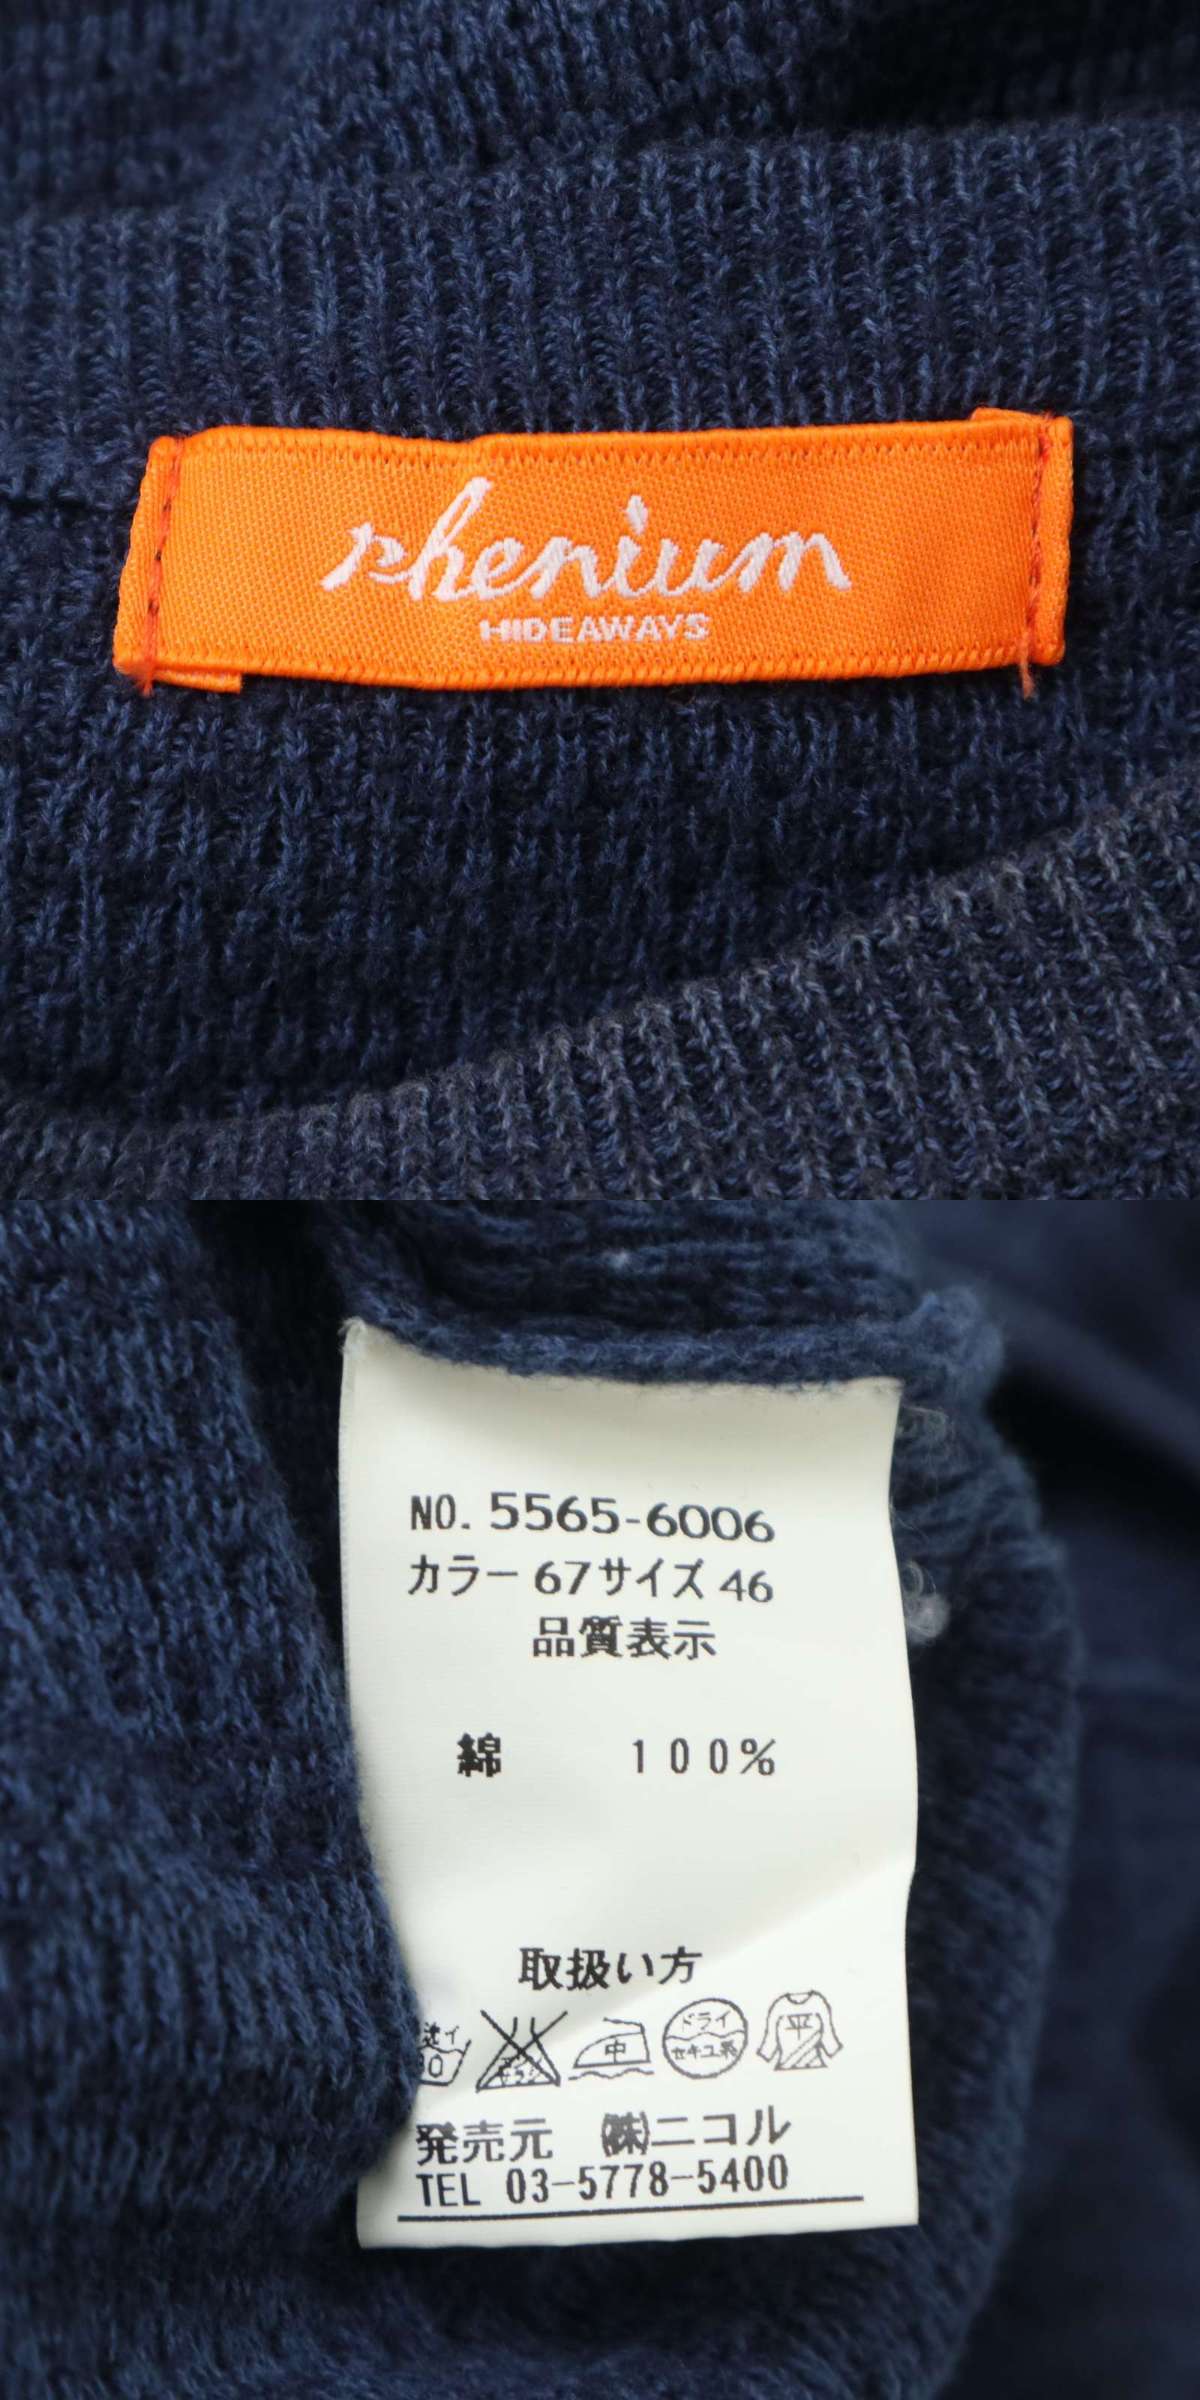 rhenium
HIDEAWAYS
NO. 5565-6006
カラー 67 サイズ 46
品質表示
綿 100%
取扱い方
中 ドライ セキユ系 平
発売元 ㈱ニコル
TEL 03-5778-5400